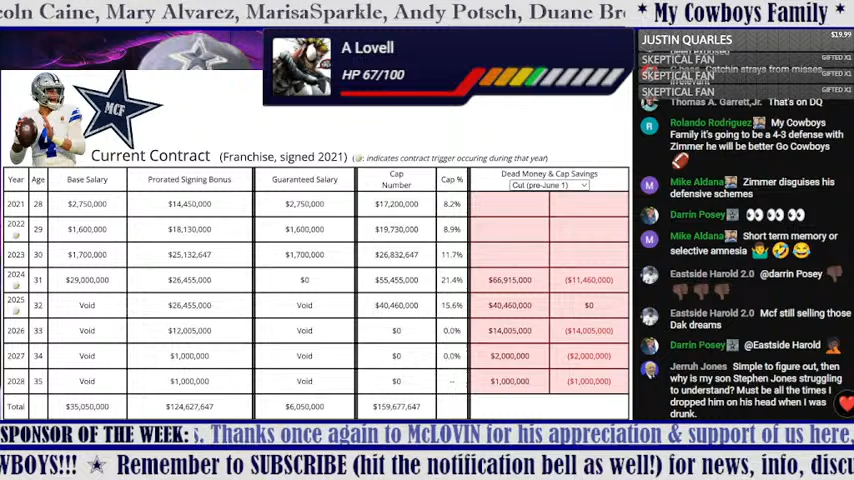 coln Caine, Mary Alvarez, MarisaSparkle, Andy Potsch, Duane Bro
* My Cowboys Family *
A Lovell
HP 67/100
MCF
Current Contract (Franchise, signed 2021) ( : indicates contract trigger occuring during that year)
Year Age Base Salary Prorated Signing Bonus Guaranteed Salary Cap Number Cap % Dead Money & Cap Savings
Cut (pre-June 1)
2021 28 $2,750,000 $14,450,000 $2,750,000 $17,200,000 8.2%
2022 29 $1,600,000 $18,130,000 $1,600,000 $19,730,000 8.9%
2023 30 $1,700,000 $25,132,647 $1,700,000 $26,832,647 11.7%
2024 31 $29,000,000 $26,455,000 $0 $55,455,000 21.4% $66,915,000 ($11,460,000)
2025 32 Void $26,455,000 Void $40,460,000 15.6% $40,460,000 $0
2026 33 Void $12,005,000 Void $0 0.0% $14,005,000 ($14,005,000)
2027 34 Void $1,000,000 Void $0 0.0% $2,000,000 ($2,000,000)
2028 35 Void $1,000,000 Void $0 -- $1,000,000 ($1,000,000)
Total $35,050,000 $124,627,647 $6,050,000 $159,677,647
JUSTIN QUARLES $19.99
SKEPTICAL FAN GIFTED X1
SKEPTICAL FAN GIFTED X1
SKEPTICAL FAN GIFTED X1
Catchin strays from misses
Thomas A. Garrett,Jr. That's on DQ
Rolando Rodriguez My Cowboys
Family it's going to be a 4-3 defense with
Zimmer he will be better Go Cowboys
🏈
Mike Aldana Zimmer disguises his
defensive schemes
Darrin Posey 👀 👀 👀
Mike Aldana Short term memory or
selective amnesia 🤷‍♂️ 🤣 😂
Eastside Harold 2.0 @darrin Posey 👎🏿
👎🏿 👎🏿 👎🏿 👎🏿
Eastside Harold 2.0 Mcf still selling those
Dak dreams
Darrin Posey @Eastside Harold
Jerruh Jones Simple to figure out, then
why is my son Stephen Jones struggling
to understand? Must be all the times I
dropped him on his head when I was
drunk.
SPONSOR OF THE WEEK: s. Thanks once again to McLOVIN for his appreciation & support of us here,
WBOYS!!! Remember to SUBSCRIBE (hit the notification bell as well!) for news, info, discu